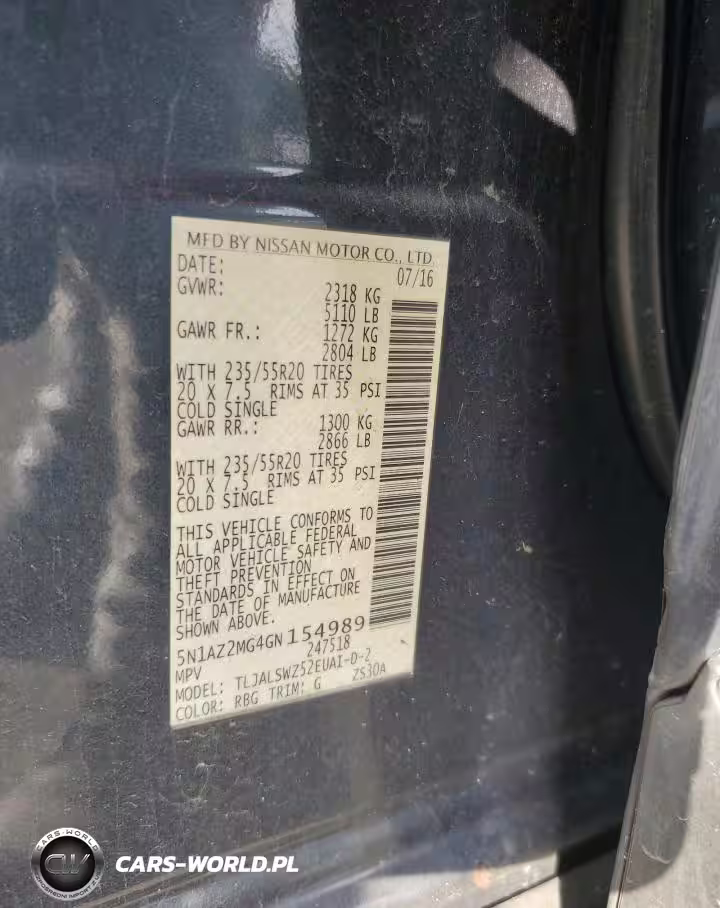 MFD BY NISSAN MOTOR CO., LTD.
DATE: 07/16
GVWR: 2318 KG
5110 LB
GAWR FR.: 1272 KG
2804 LB
WITH 235/55R20 TIRES
20 X 7.5 RIMS AT 35 PSI
COLD SINGLE
GAWR RR.: 1300 KG
2866 LB
WITH 235/55R20 TIRES
20 X 7.5 RIMS AT 35 PSI
COLD SINGLE
THIS VEHICLE CONFORMS TO
ALL APPLICABLE FEDERAL
MOTOR VEHICLE SAFETY AND
THEFT PREVENTION
STANDARDS IN EFFECT ON
THE DATE OF MANUFACTURE
SHOWN ABOVE.
5N1AZ2MG4GN154989
MPV 247518
MODEL: TLJALSWZ52EUAI-D-2
COLOR: RBG TRIM: G ZS30A
CARS-WORLD
CW
CARS-WORLD.PL